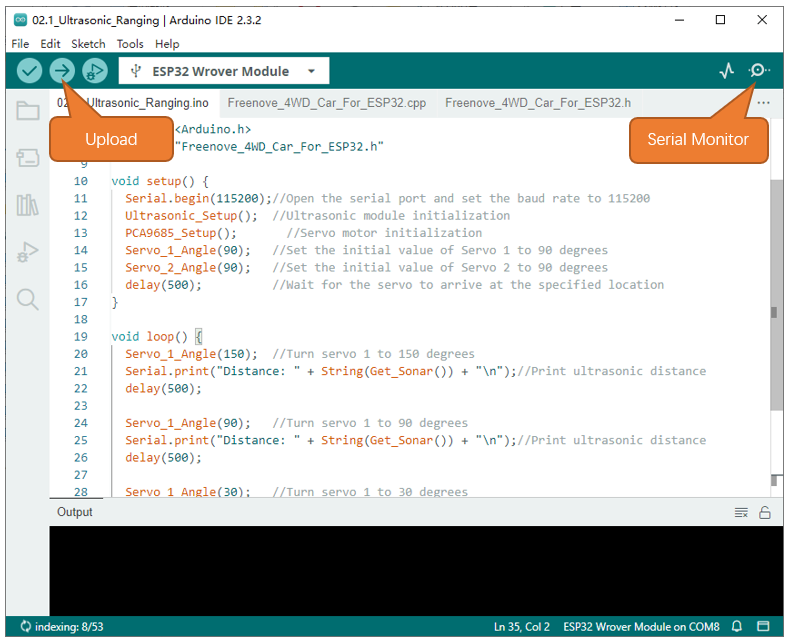 02.1_Ultrasonic_Ranging | Arduino IDE 2.3.2
File Edit Sketch Tools Help
ESP32 Wrover Module
Ultrasonic_Ranging.ino Freenove_4WD_Car_For_ESP32.cpp Freenove_4WD_Car_For_ESP32.h
Upload
Serial Monitor
<Arduino.h>
"Freenove_4WD_Car_For_ESP32.h"
9
10 void setup() {
11 Serial.begin(115200);//Open the serial port and set the baud rate to 115200
12 Ultrasonic_Setup(); //Ultrasonic module initialization
13 PCA9685_Setup(); //Servo motor initialization
14 Servo_1_Angle(90); //Set the initial value of Servo 1 to 90 degrees
15 Servo_2_Angle(90); //Set the initial value of Servo 2 to 90 degrees
16 delay(500); //Wait for the servo to arrive at the specified location
17 }
18
19 void loop() {
20 Servo_1_Angle(150); //Turn servo 1 to 150 degrees
21 Serial.print("Distance: " + String(Get_Sonar()) + "\n");//Print ultrasonic distance
22 delay(500);
23
24 Servo_1_Angle(90); //Turn servo 1 to 90 degrees
25 Serial.print("Distance: " + String(Get_Sonar()) + "\n");//Print ultrasonic distance
26 delay(500);
27
28 Servo_1_Angle(30); //Turn servo 1 to 30 degrees
Output
indexing: 8/53 Ln 35, Col 2 ESP32 Wrover Module on COM8